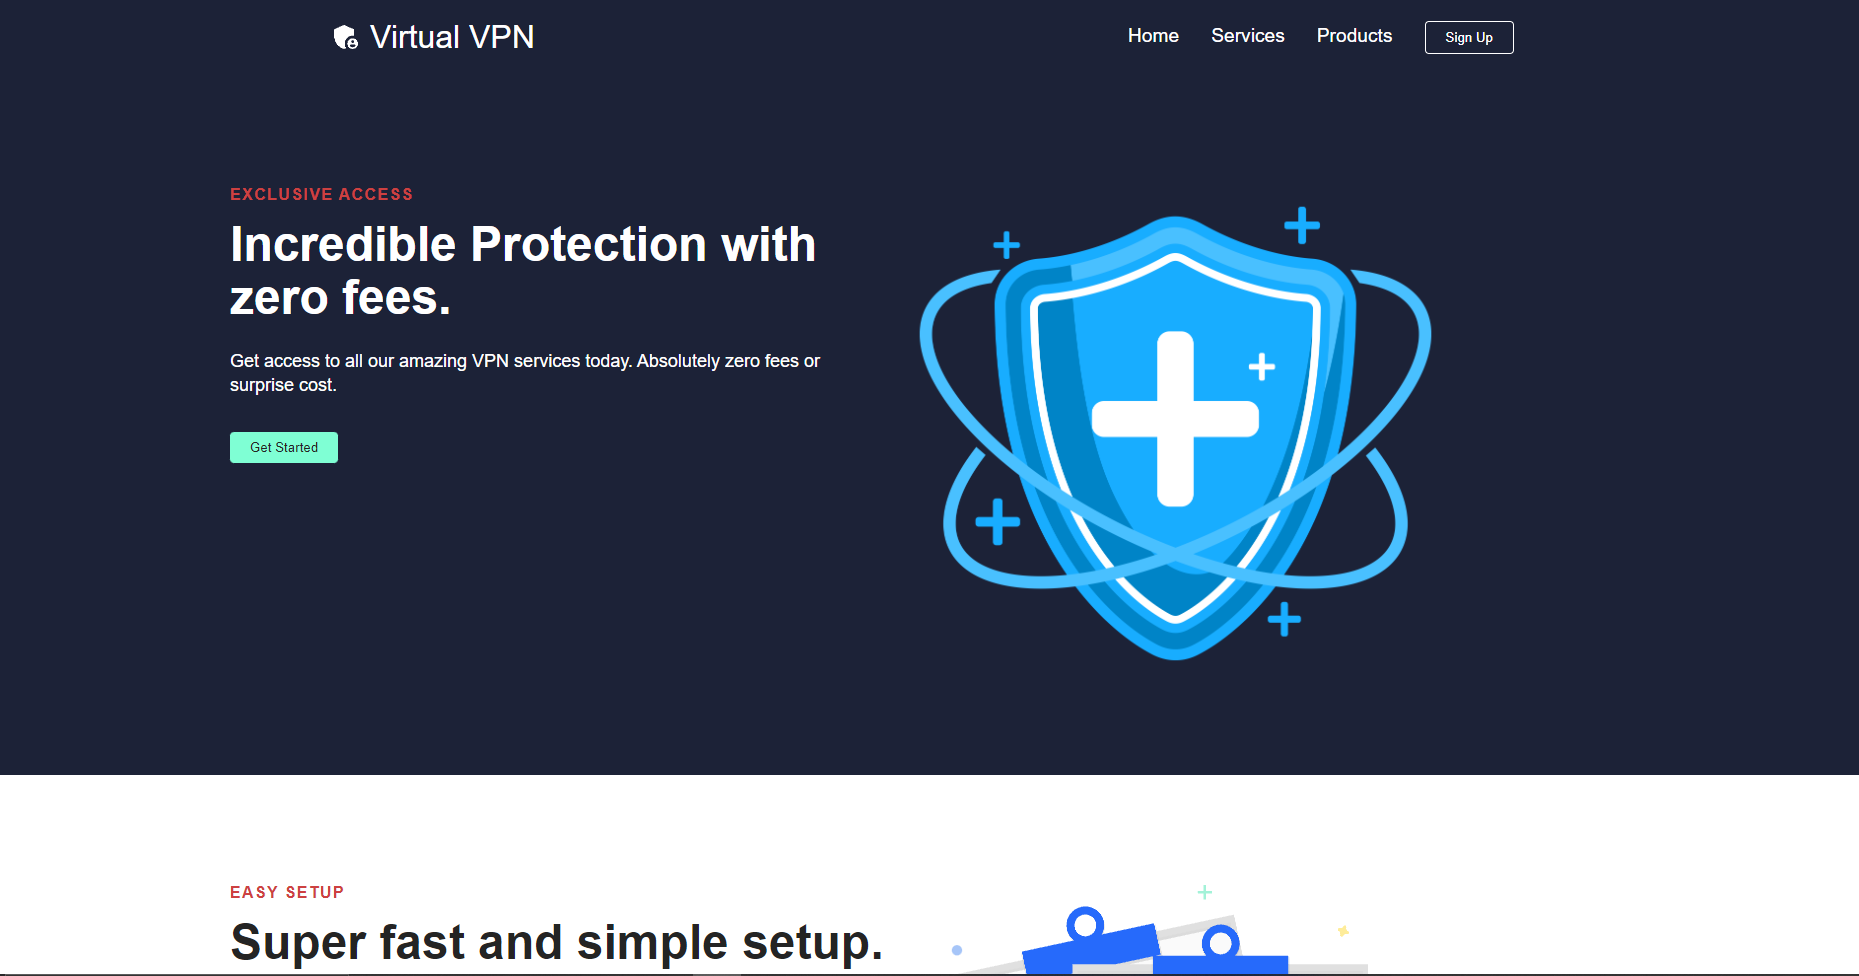 Virtual VPN
Home Services Products Sign Up
EXCLUSIVE ACCESS
Incredible Protection with
zero fees.
Get access to all our amazing VPN services today. Absolutely zero fees or
surprise cost.
Get Started
EASY SETUP
Super fast and simple setup.